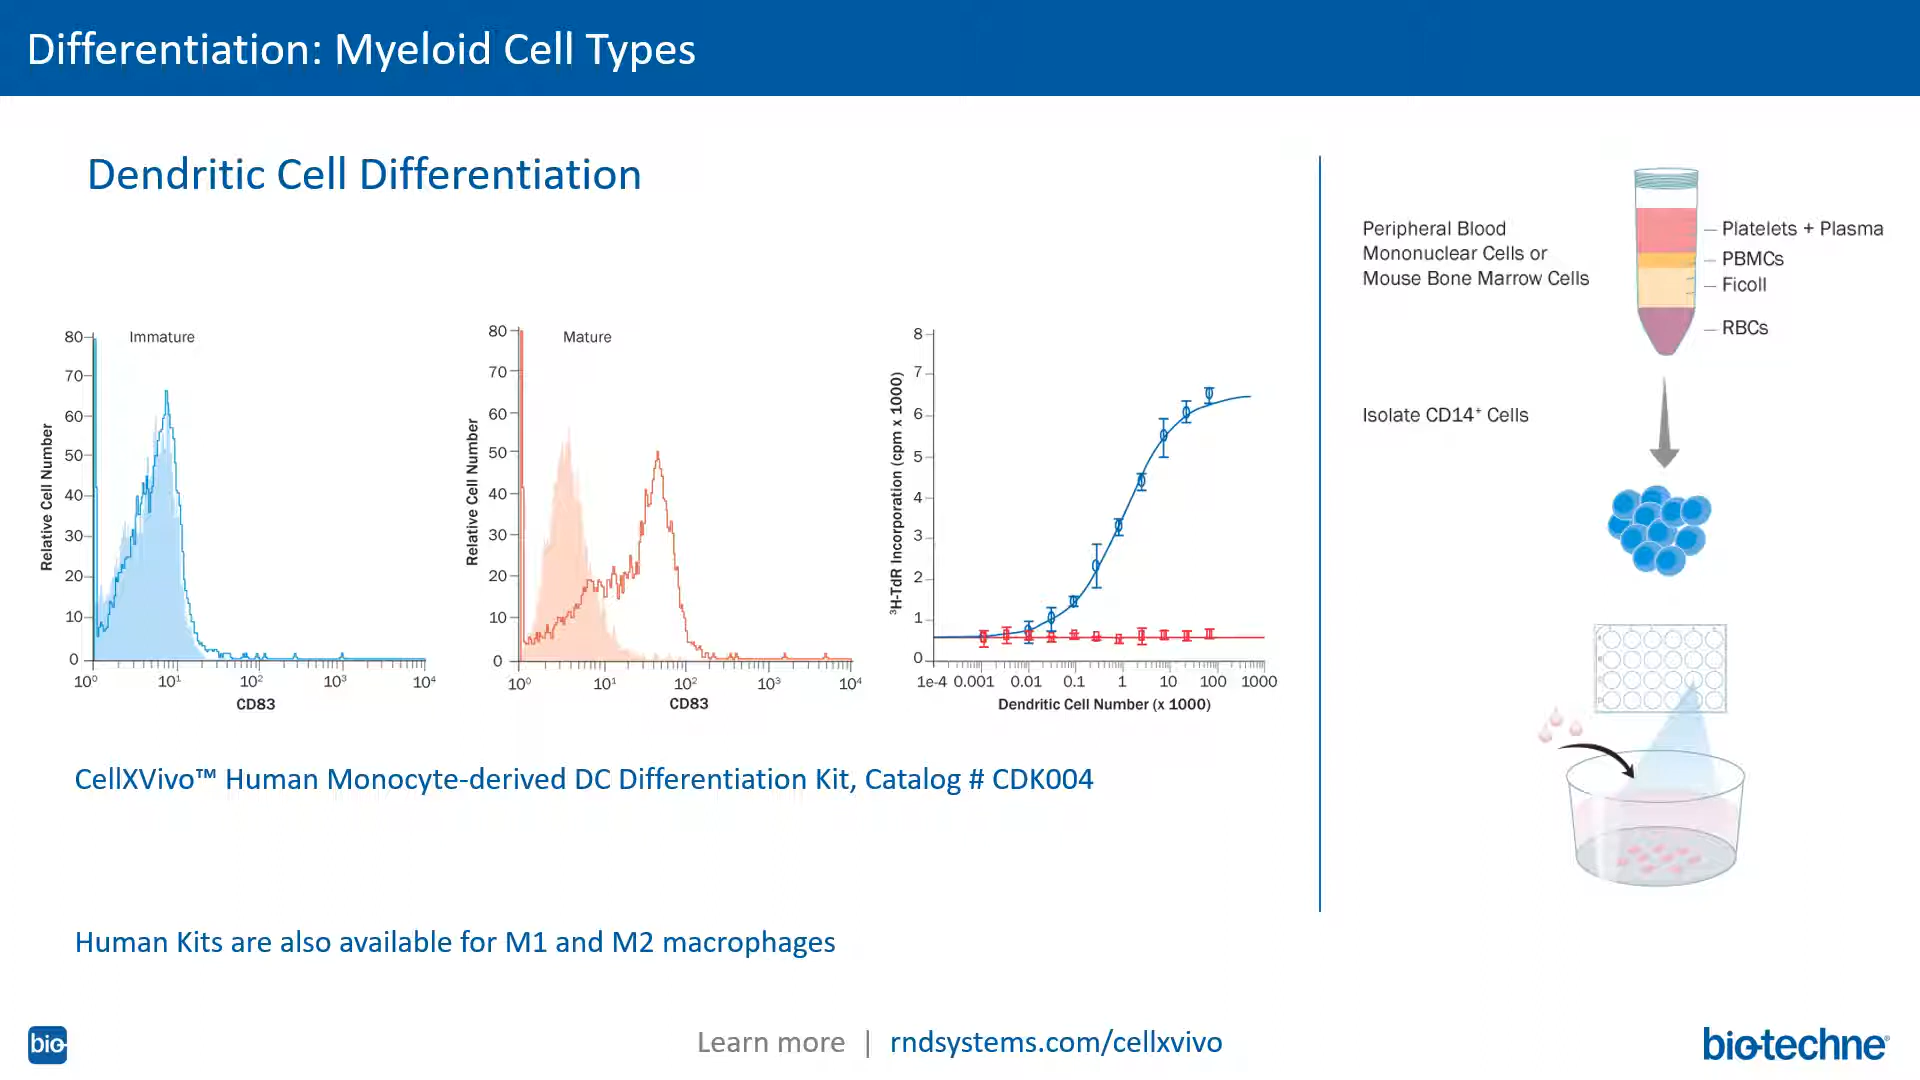 Differentiation: Myeloid Cell Types
Dendritic Cell Differentiation
Immature
80
70
60
50
40
30
20
10
0
Relative Cell Number
10⁰ 10¹ 10² 10³ 10⁴
CD83
Mature
80
70
60
50
40
30
20
10
0
Relative Cell Number
10⁰ 10¹ 10² 10³ 10⁴
CD83
8
7
6
5
4
3
2
1
0
³H-TdR Incorporation (cpm x 1000)
1e-4 0.001 0.01 0.1 1 10 100 1000
Dendritic Cell Number (x 1000)
CellXVivo™ Human Monocyte-derived DC Differentiation Kit, Catalog # CDK004
Human Kits are also available for M1 and M2 macrophages
Peripheral Blood
Mononuclear Cells or
Mouse Bone Marrow Cells
Platelets + Plasma
PBMCs
Ficoll
RBCs
Isolate CD14⁺ Cells
bio-
Learn more | rndsystems.com/cellxvivo
bio-techne®